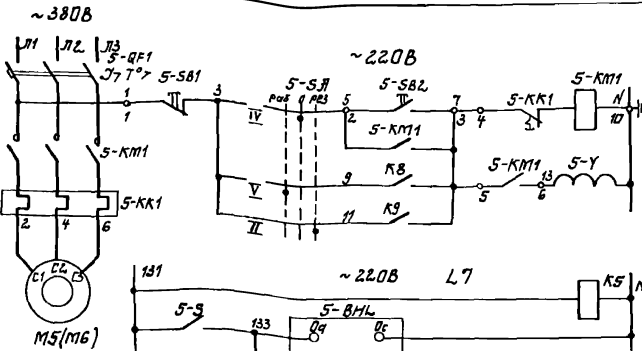 ~380В
Л1 Л2 Л3
5-QF1
5-SB1
1
1
3
~220В
5-SA
раб 0 рез
5-SB2
5
2
7
3
4
5-KK1
5-KM1
N
10
IV
5-KM1
5-KM1
5-KK1
V
9
K8
5
5-KM1
13
6
5-Y
II
11
K9
2 4 6
C1 C2 C3
M5(M6)
131
~220В L7
K5
N
5-S
133
5-BHL